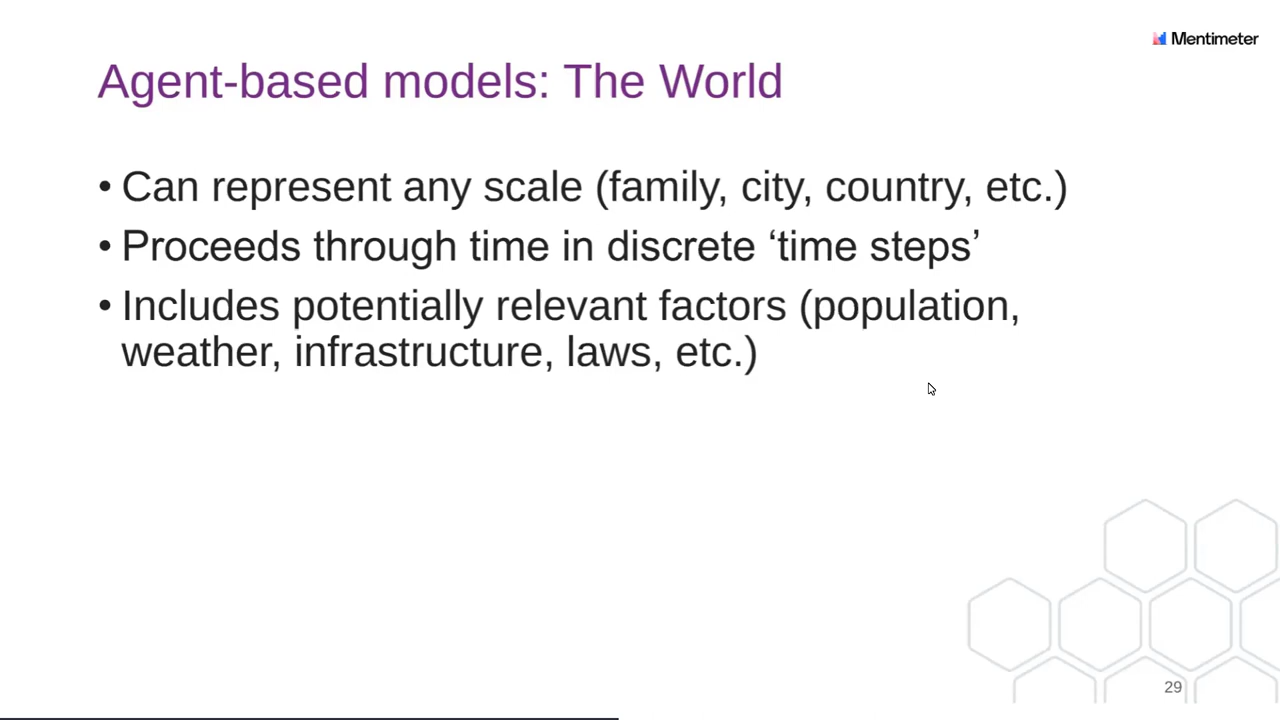 Mentimeter
Agent-based models: The World
• Can represent any scale (family, city, country, etc.)
• Proceeds through time in discrete ‘time steps’
• Includes potentially relevant factors (population,
weather, infrastructure, laws, etc.)
29